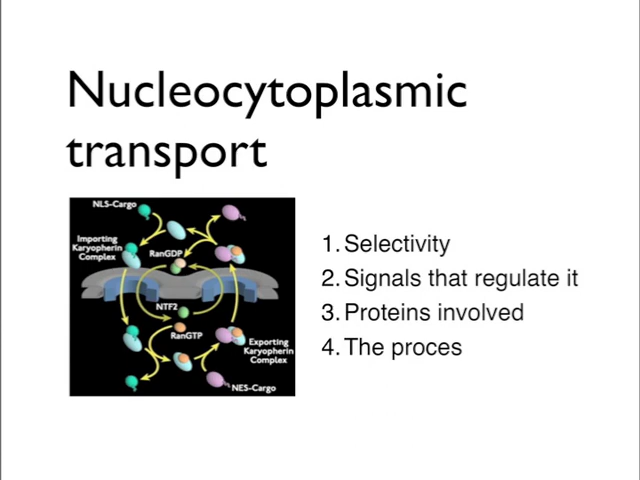 Nucleocytoplasmic
transport
NLS-Cargo
Importing
Karyopherin
Complex
RanGDP
NTF2
RanGTP
Exporting
Karyopherin
Complex
NES-Cargo
1. Selectivity
2. Signals that regulate it
3. Proteins involved
4. The proces